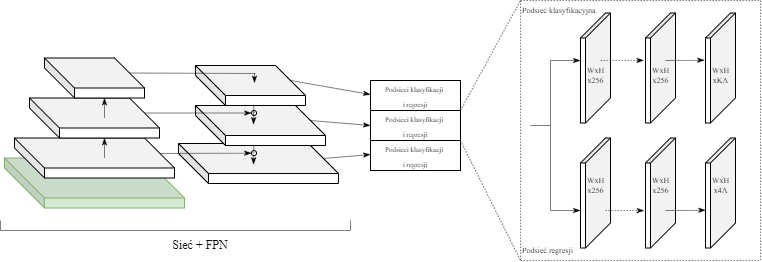 Podsieć klasyfikacyjna
WxH
x256
WxH
x256
WxH
xKA
Podsieci klasyfikacji
i regresji
Podsieci klasyfikacji
i regresji
Podsieci klasyfikacji
i regresji
WxH
x256
WxH
x256
WxH
x4A
Podsieć regresji
Sieć + FPN